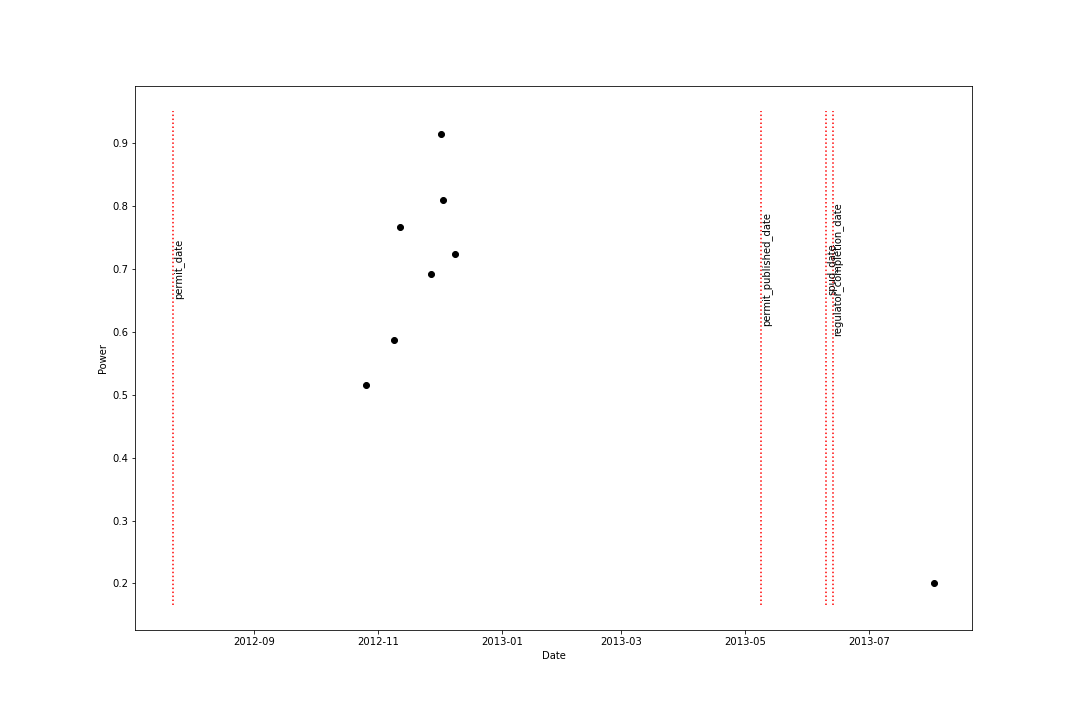 0.9
0.8
0.7
0.6
0.5
0.4
0.3
0.2
Power
permit_date
permit_published_date
spud_date
regulator_completion_date
2012-09
2012-11
2013-01
2013-03
2013-05
2013-07
Date